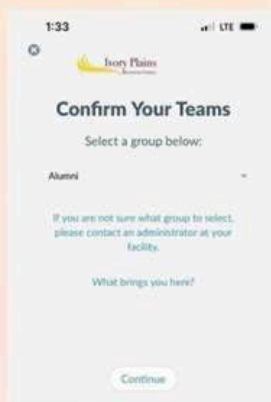 1:33
LTE
Ivory Plains
Confirm Your Teams
Select a group below:
Alumni
If you are not sure what group to select,
please contact an administrator at your
facility.
What brings you here?
Continue